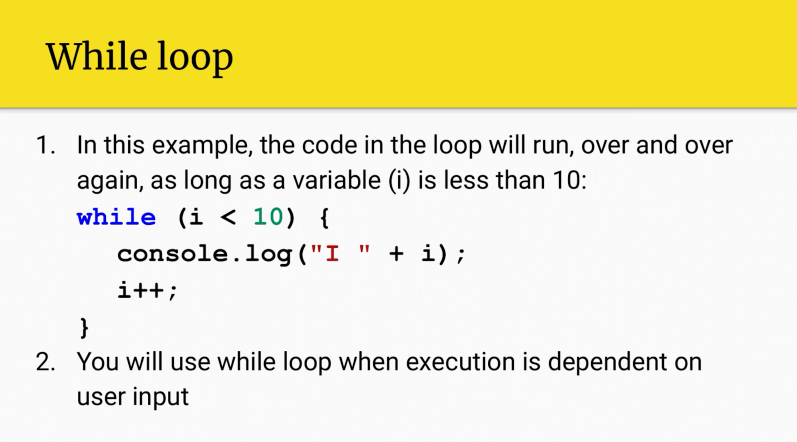 While loop
1. In this example, the code in the loop will run, over and over
again, as long as a variable (i) is less than 10:
while (i < 10) {
console.log("I " + i);
i++;
}
2. You will use while loop when execution is dependent on
user input